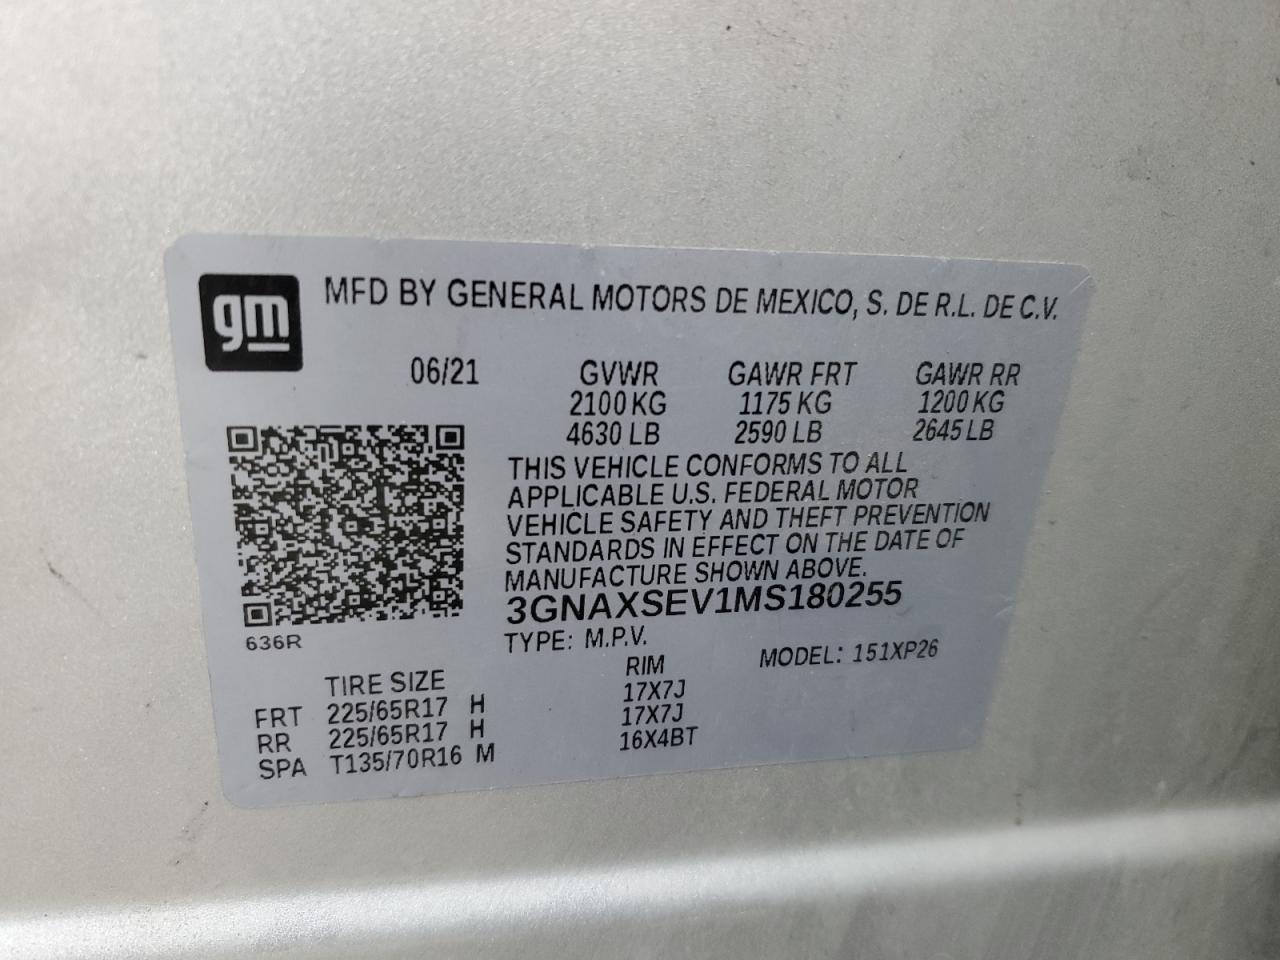 gm
MFD BY GENERAL MOTORS DE MEXICO, S. DE R.L. DE C.V.
06/21 GVWR GAWR FRT GAWR RR
2100 KG 1175 KG 1200 KG
4630 LB 2590 LB 2645 LB
THIS VEHICLE CONFORMS TO ALL
APPLICABLE U.S. FEDERAL MOTOR
VEHICLE SAFETY AND THEFT PREVENTION
STANDARDS IN EFFECT ON THE DATE OF
MANUFACTURE SHOWN ABOVE.
3GNAXSEV1MS180255
636R
TYPE: M.P.V. MODEL: 151XP26
TIRE SIZE RIM
FRT 225/65R17 H 17X7J
RR 225/65R17 H 17X7J
SPA T135/70R16 M 16X4BT